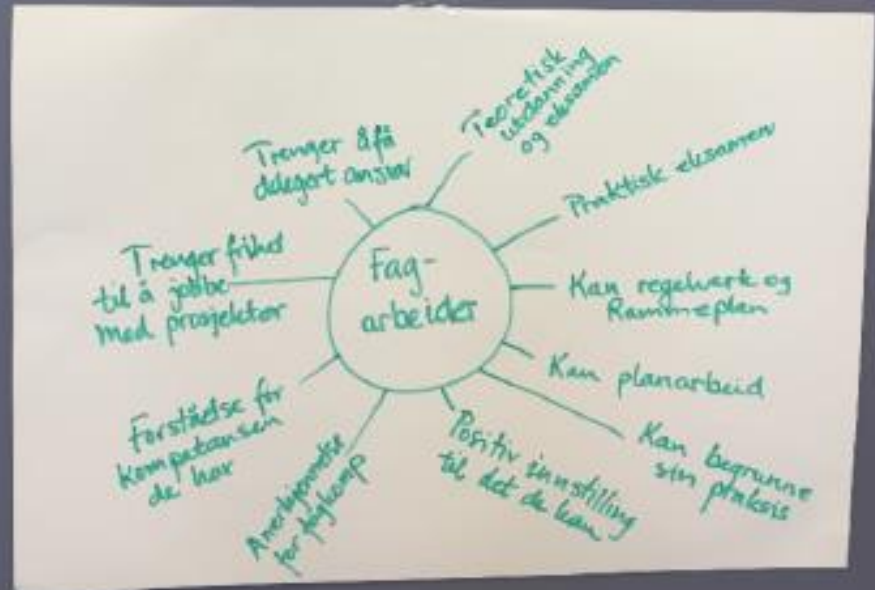 Fag-
arbeider
Teoretisk
utdanning
og eksamen
Praktisk eksamen
Kan regelverk og
Rammeplan
Kan planarbeid
Kan begrunne
sin praksis
Positiv innstilling
til det de kan
Anerkjennelse
for fagkomp
Forståelse for
kompetansen
de har
Trenger frihet
til å jobbe
med prosjekter
Trenger å få
delegert ansvar